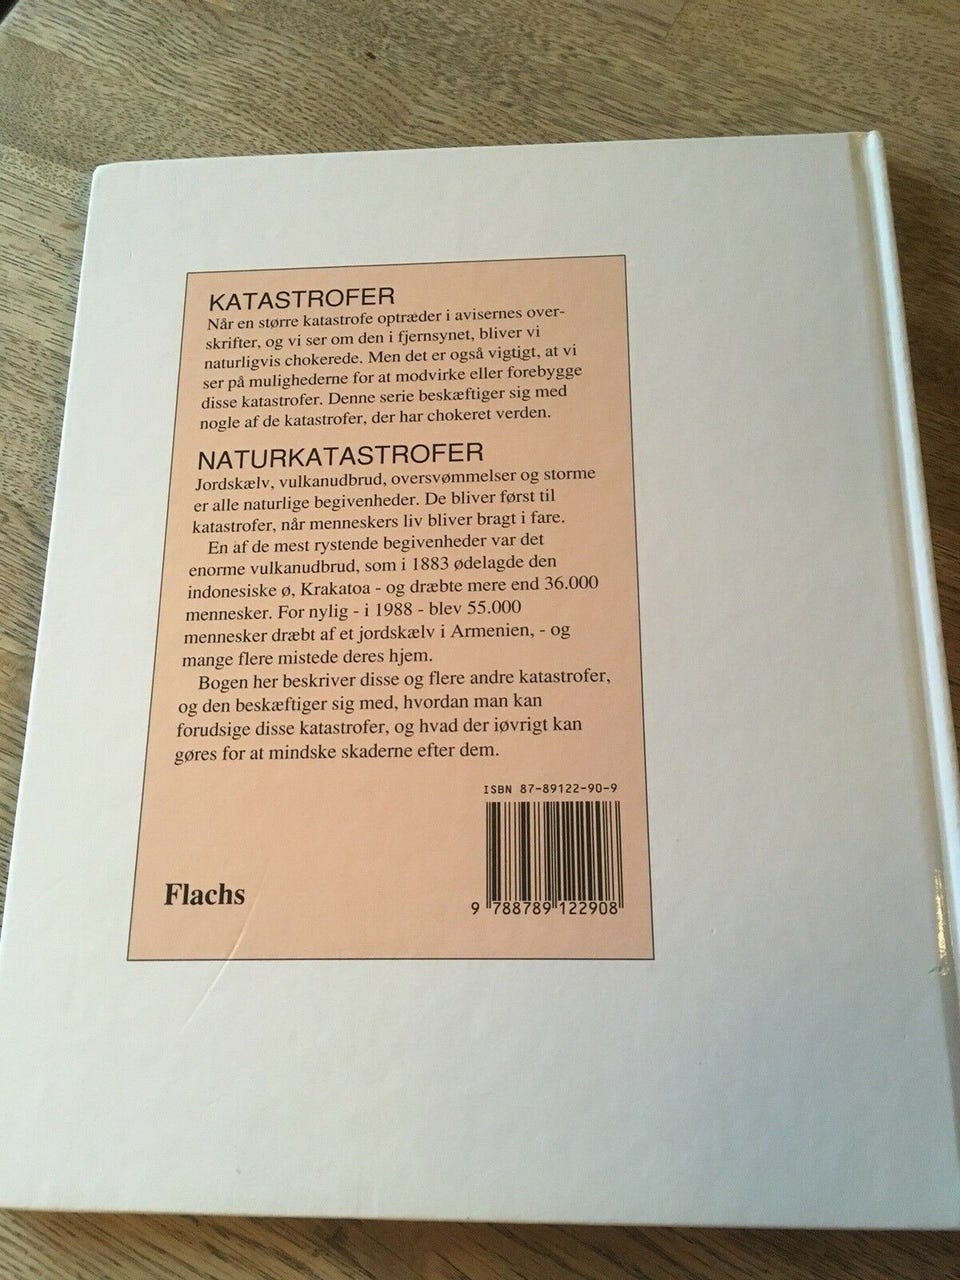 KATASTROFER
Når en større katastrofe optræder i avisernes over-
skrifter, og vi ser om den i fjernsynet, bliver vi
naturligvis chokerede. Men det er også vigtigt, at vi
ser på mulighederne for at modvirke eller forebygge
disse katastrofer. Denne serie beskæftiger sig med
nogle af de katastrofer, der har chokeret verden.
NATURKATASTROFER
Jordskælv, vulkanudbrud, oversvømmelser og storme
er alle naturlige begivenheder. De bliver først til
katastrofer, når menneskers liv bliver bragt i fare.
En af de mest rystende begivenheder var det
enorme vulkanudbrud, som i 1883 ødelagde den
indonesiske ø, Krakatoa - og dræbte mere end 36.000
mennesker. For nylig - i 1988 - blev 55.000
mennesker dræbt af et jordskælv i Armenien, - og
mange flere mistede deres hjem.
Bogen her beskriver disse og flere andre katastrofer,
og den beskæftiger sig med, hvordan man kan
forudsige disse katastrofer, og hvad der iøvrigt kan
gøres for at mindske skaderne efter dem.
ISBN 87-89122-90-9
Flachs
9 788789 122908